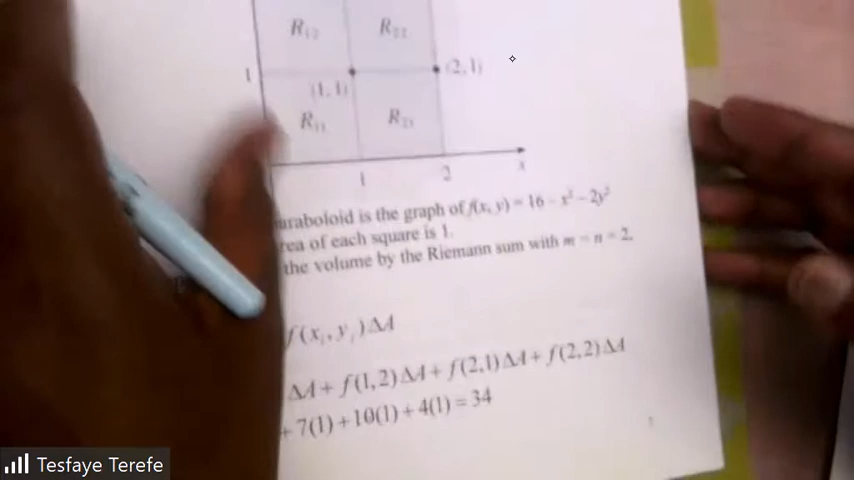 R₁₂ R₂₂
1
(1, 1)
(2, 1)
R₁₁ R₂₁
1 2 x
araboloid is the graph of f(x, y) = 16 – x² – 2y²
rea of each square is 1.
the volume by the Riemann sum with m = n = 2,
f(xᵢ, yⱼ)ΔA
ΔA + f(1,2)ΔA + f(2,1)ΔA + f(2,2)ΔA
+ 7(1) + 10(1) + 4(1) = 34
Tesfaye Terefe